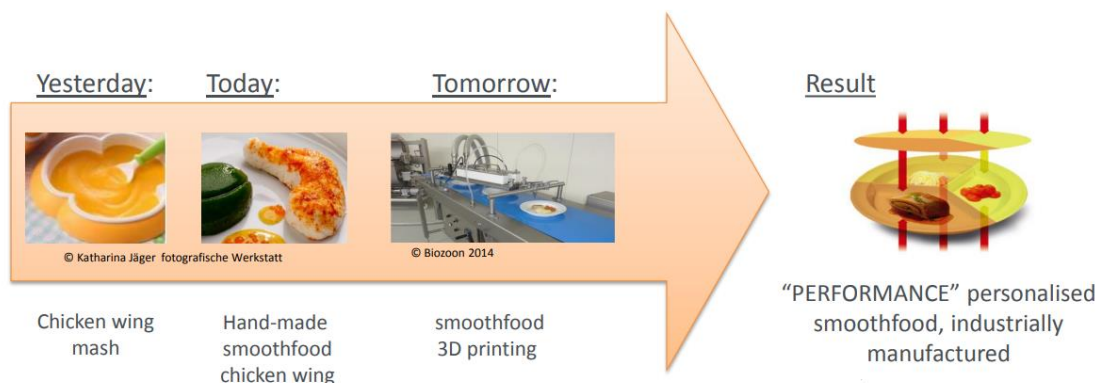 Yesterday:
Today:
Tomorrow:
Result
© Katharina Jäger fotografische Werkstatt
© Biozoon 2014
Chicken wing
mash
Hand-made
smoothfood
chicken wing
smoothfood
3D printing
“PERFORMANCE” personalised
smoothfood, industrially
manufactured